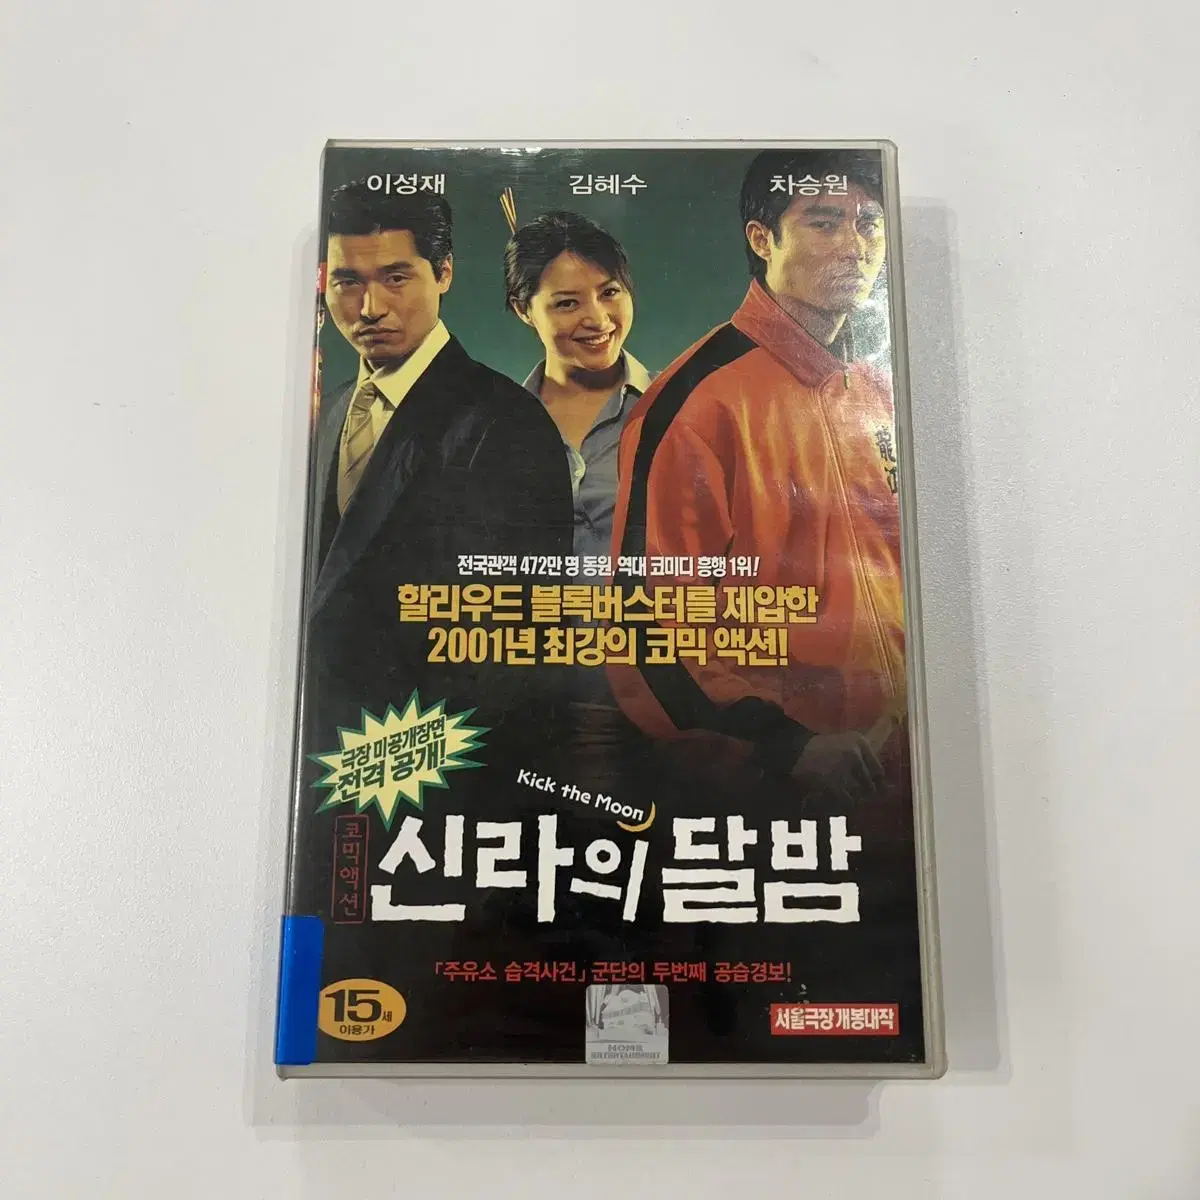 이성재
김혜수
차승원
전국관객 472만 명 동원, 역대 코미디 흥행 1위!
할리우드 블록버스터를 제압한
2001년 최강의 코믹 액션!
극장 미공개장면
전격 공개!
Kick the Moon
코믹액션
신라의 달밤
「주유소 습격사건」 군단의 두번째 공습경보!
15세
이용가
HOME
ENTERTAINMENT
서울극장개봉대작